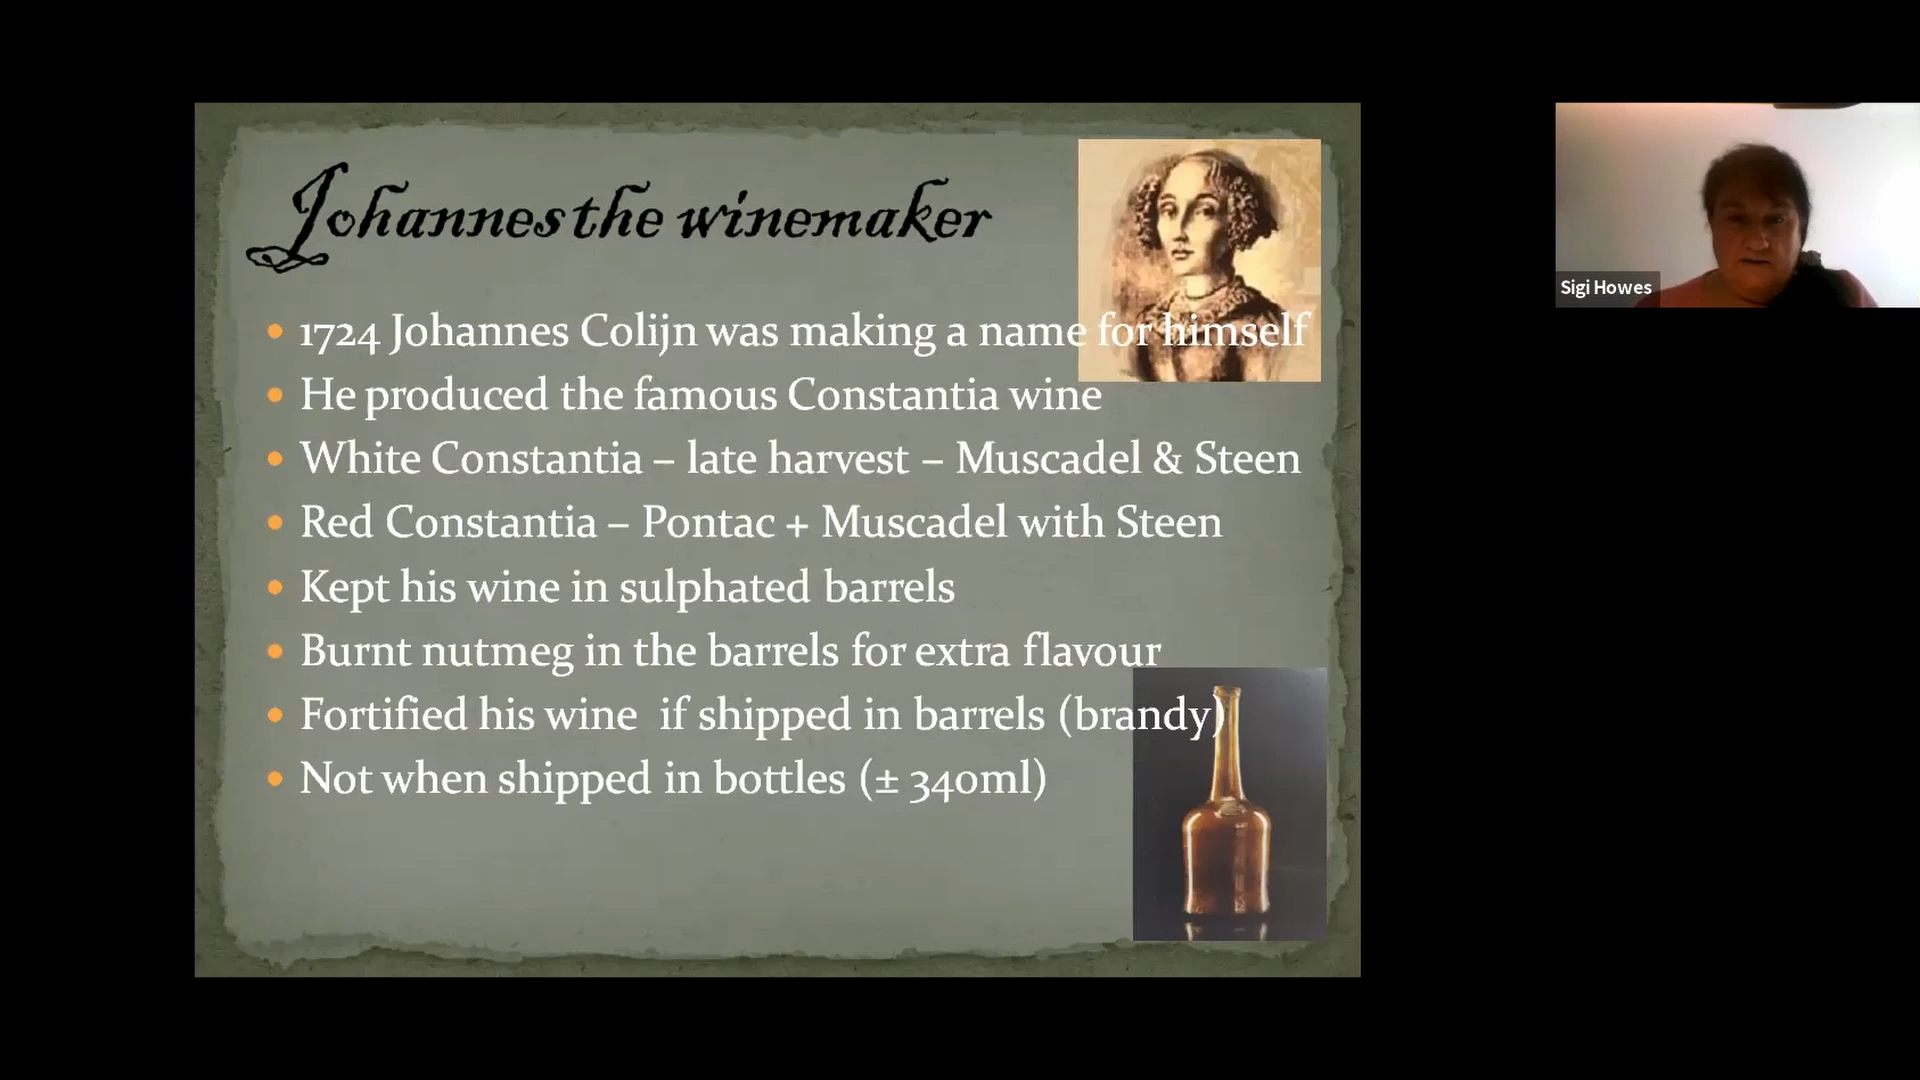 Johannes the winemaker
• 1724 Johannes Colijn was making a name for himself
• He produced the famous Constantia wine
• White Constantia – late harvest – Muscadel & Steen
• Red Constantia – Pontac + Muscadel with Steen
• Kept his wine in sulphated barrels
• Burnt nutmeg in the barrels for extra flavour
• Fortified his wine  if shipped in barrels (brandy)
• Not when shipped in bottles (± 340ml)
Sigi Howes